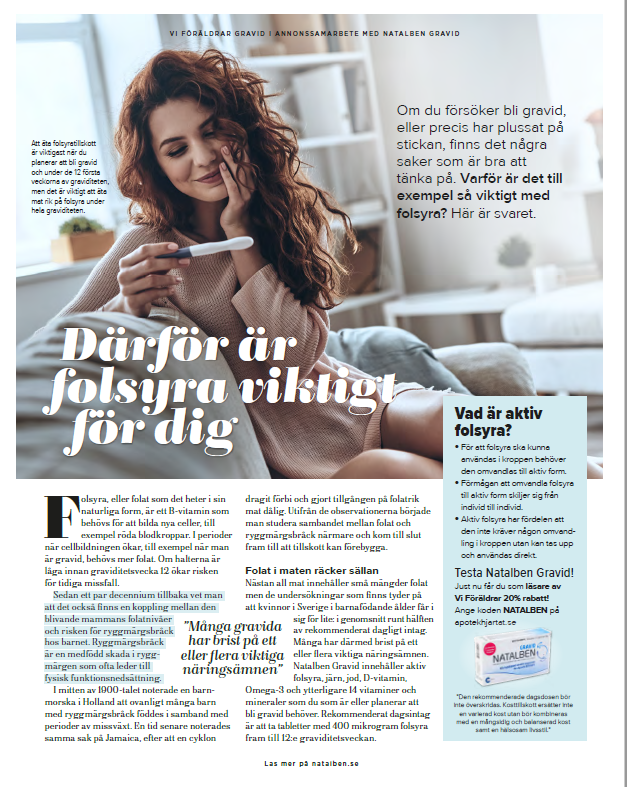 VI FÖRÄLDRAR GRAVID I ANNONSSAMARBETE MED NATALBEN GRAVID
Att äta folsyratillskott
är viktigast när du
planerar att bli gravid
och under de 12 första
veckorna av graviditeten,
men det är viktigt att äta
mat rik på folsyra under
hela graviditeten.
Om du försöker bli gravid,
eller precis har plussat på
stickan, finns det några
saker som är bra att
tänka på. Varför är det till
exempel så viktigt med
folsyra? Här är svaret.
Därför är
folsyra viktigt
för dig
Folsyra, eller folat som det heter i sin
naturliga form, är ett B-vitamin som
behövs för att bilda nya celler, till
exempel röda blodkroppar. I perioder
när cellbildningen ökar, till exempel när man
är gravid, behövs mer folat. Om halterna är
låga innan graviditetsvecka 12 ökar risken
för tidiga missfall.
Sedan ett par decennium tillbaka vet man
att det också finns en koppling mellan den
blivande mammans folatnivåer
och risken för ryggmärgsbråck
hos barnet. Ryggmärgsbråck
är en medfödd skada i rygg-
märgen som ofta leder till
fysisk funktionsnedsättning.
I mitten av 1900-talet noterade en barn-
morska i Holland att ovanligt många barn
med ryggmärgsbråck föddes i samband med
perioder av missväxt. En tid senare noterades
samma sak på Jamaica, efter att en cyklon
"Många gravida
har brist på ett
eller flera viktiga
näringsämnen"
dragit förbi och gjort tillgången på folatrik
mat dålig. Utifrån de observationerna började
man studera sambandet mellan folat och
ryggmärgsbråck närmare och kom till slut
fram till att tillskott kan förebygga.
Folat i maten räcker sällan
Nästan all mat innehåller små mängder folat
men de undersökningar som finns tyder på
att kvinnor i Sverige i barnafödande ålder får i
sig för lite: i genomsnitt runt hälften
av rekommenderat dagligt intag.
Många har därmed brist på ett
eller flera viktiga näringsämnen.
Natalben Gravid innehåller aktiv
folsyra, järn, jod, D-vitamin,
Omega-3 och ytterligare 14 vitaminer och
mineraler som du som är eller planerar att
bli gravid behöver. Rekommenderat dagsintag
är att ta tabletter med 400 mikrogram folsyra
fram till 12:e graviditetsveckan.
Vad är aktiv
folsyra?
• För att folsyra ska kunna
användas i kroppen behöver
den omvandlas till aktiv form.
• Förmågan att omvandla folsyra
till aktiv form skiljer sig från
individ till individ.
• Aktiv folsyra har fördelen att
den inte kräver någon omvand-
ling i kroppen utan kan tas upp
och användas direkt.
Testa Natalben Gravid!
Just nu får du som läsare av
Vi Föräldrar 20% rabatt!
Ange koden NATALBEN på
apotekhjartat.se
GRAVID
NATALBEN
"Den rekommenderade dagsdosen bör
inte överskridas. Kosttillskott ersätter inte
en varierad kost utan bör kombineras
med en mångsidig och balanserad kost
samt en hälsosam livsstil."
Läs mer på natalben.se